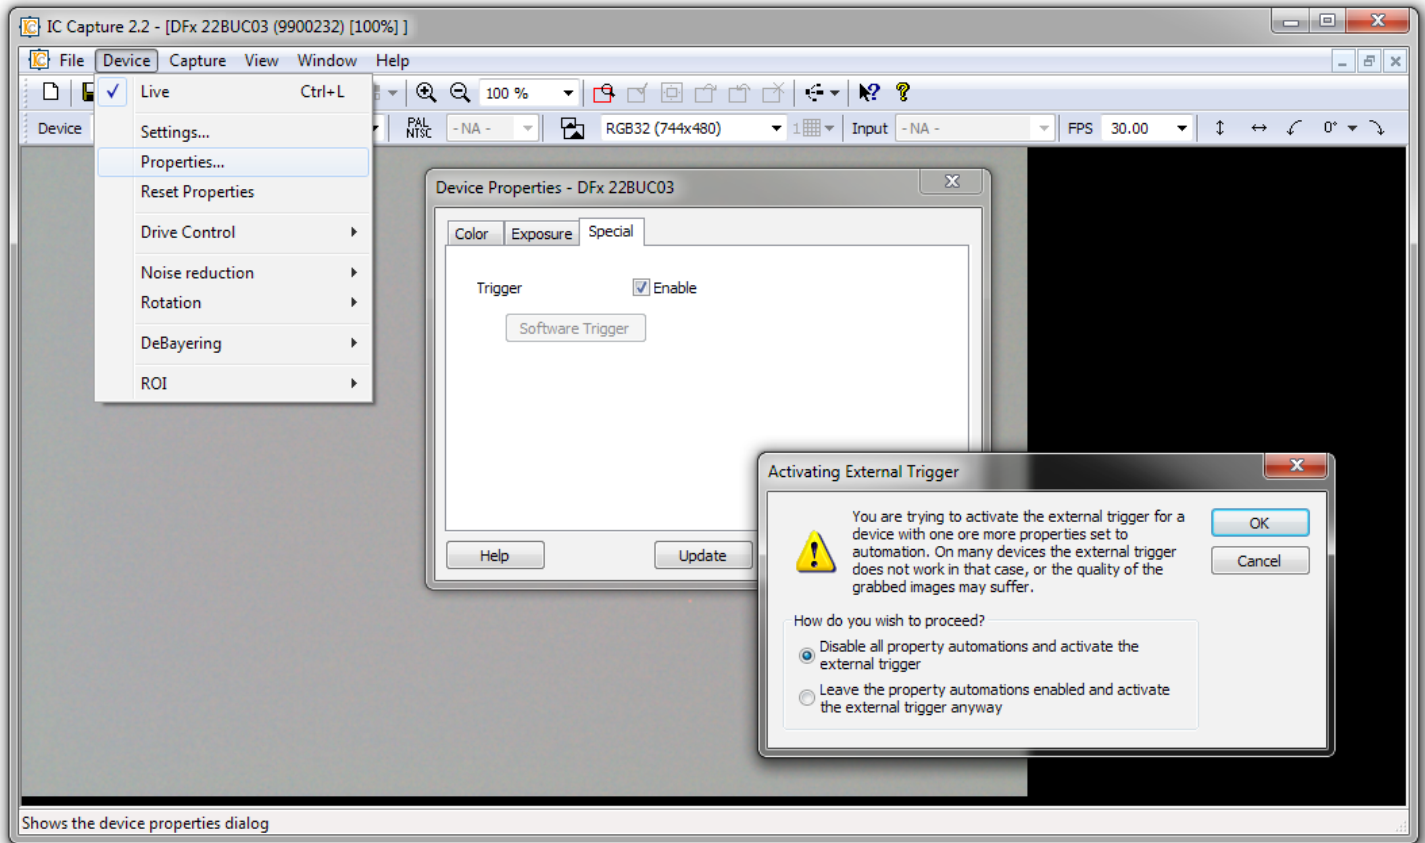 IC Capture 2.2 - [DFx 22BUC03 (9900232) [100%] ]
File Device Capture View Window Help
100 %
Device PAL NTSC - NA - RGB32 (744x480) 1 Input - NA - FPS 30.00 0°
Live Ctrl+L
Settings...
Properties...
Reset Properties
Drive Control
Noise reduction
Rotation
DeBayering
ROI
Device Properties - DFx 22BUC03
Color Exposure Special
Trigger Enable
Software Trigger
Help Update
Activating External Trigger
You are trying to activate the external trigger for a
device with one ore more properties set to
automation. On many devices the external trigger
does not work in that case, or the quality of the
grabbed images may suffer.
OK
Cancel
How do you wish to proceed?
Disable all property automations and activate the
external trigger
Leave the property automations enabled and activate
the external trigger anyway
Shows the device properties dialog